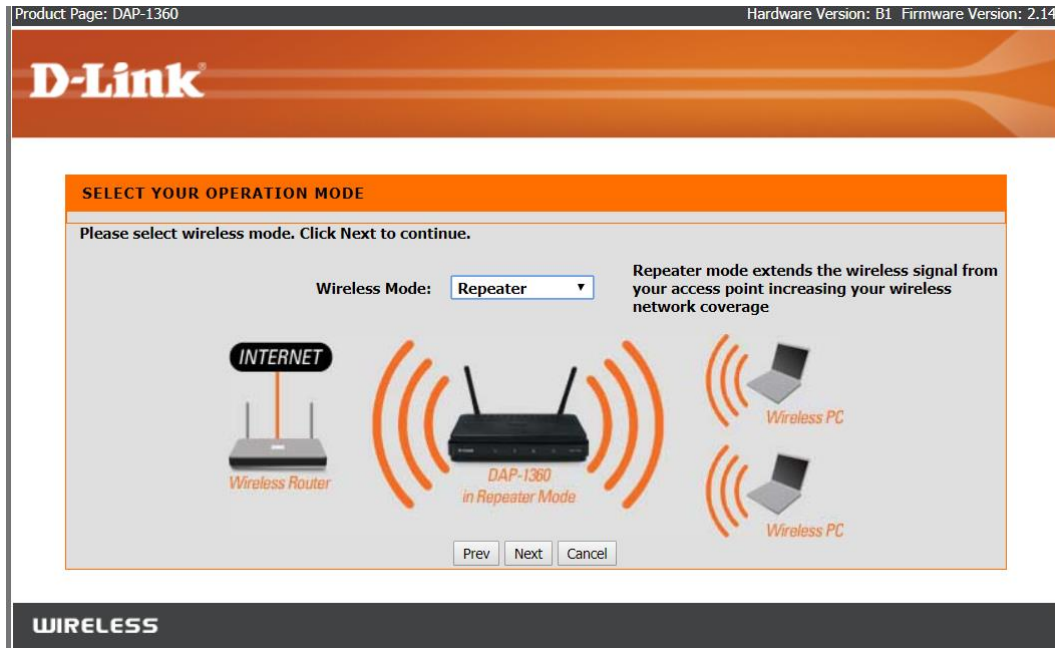 Product Page: DAP-1360
Hardware Version: B1 Firmware Version: 2.14
D-Link
SELECT YOUR OPERATION MODE
Please select wireless mode. Click Next to continue.
Wireless Mode:
Repeater
Repeater mode extends the wireless signal from
your access point increasing your wireless
network coverage
INTERNET
Wireless Router
DAP-1360
in Repeater Mode
Wireless PC
Wireless PC
Prev
Next
Cancel
WIRELESS